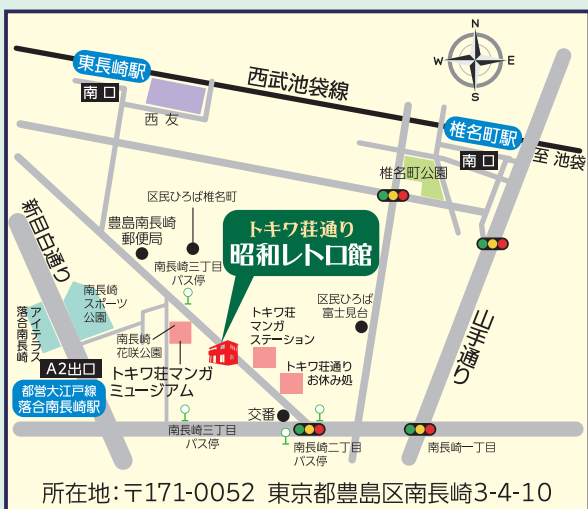 N
W E
S
東長崎駅
南口
西武池袋線
西友
椎名町駅
南口
至 池袋
椎名町公園
新目白通り
区民ひろば椎名町
豊島南長崎
郵便局
トキワ荘通り
昭和レトロ館
南長崎三丁目
バス停
南長崎
スポーツ
公園
アイテラス
落合南長崎
南長崎
花咲公園
トキワ荘
マンガ
ステーション
区民ひろば
富士見台
山手通り
A2出口
トキワ荘マンガ
ミュージアム
トキワ荘通り
お休み処
都営大江戸線
落合南長崎駅
交番
南長崎三丁目
バス停
南長崎二丁目
バス停
南長崎一丁目
所在地:〒171-0052 東京都豊島区南長崎3-4-10